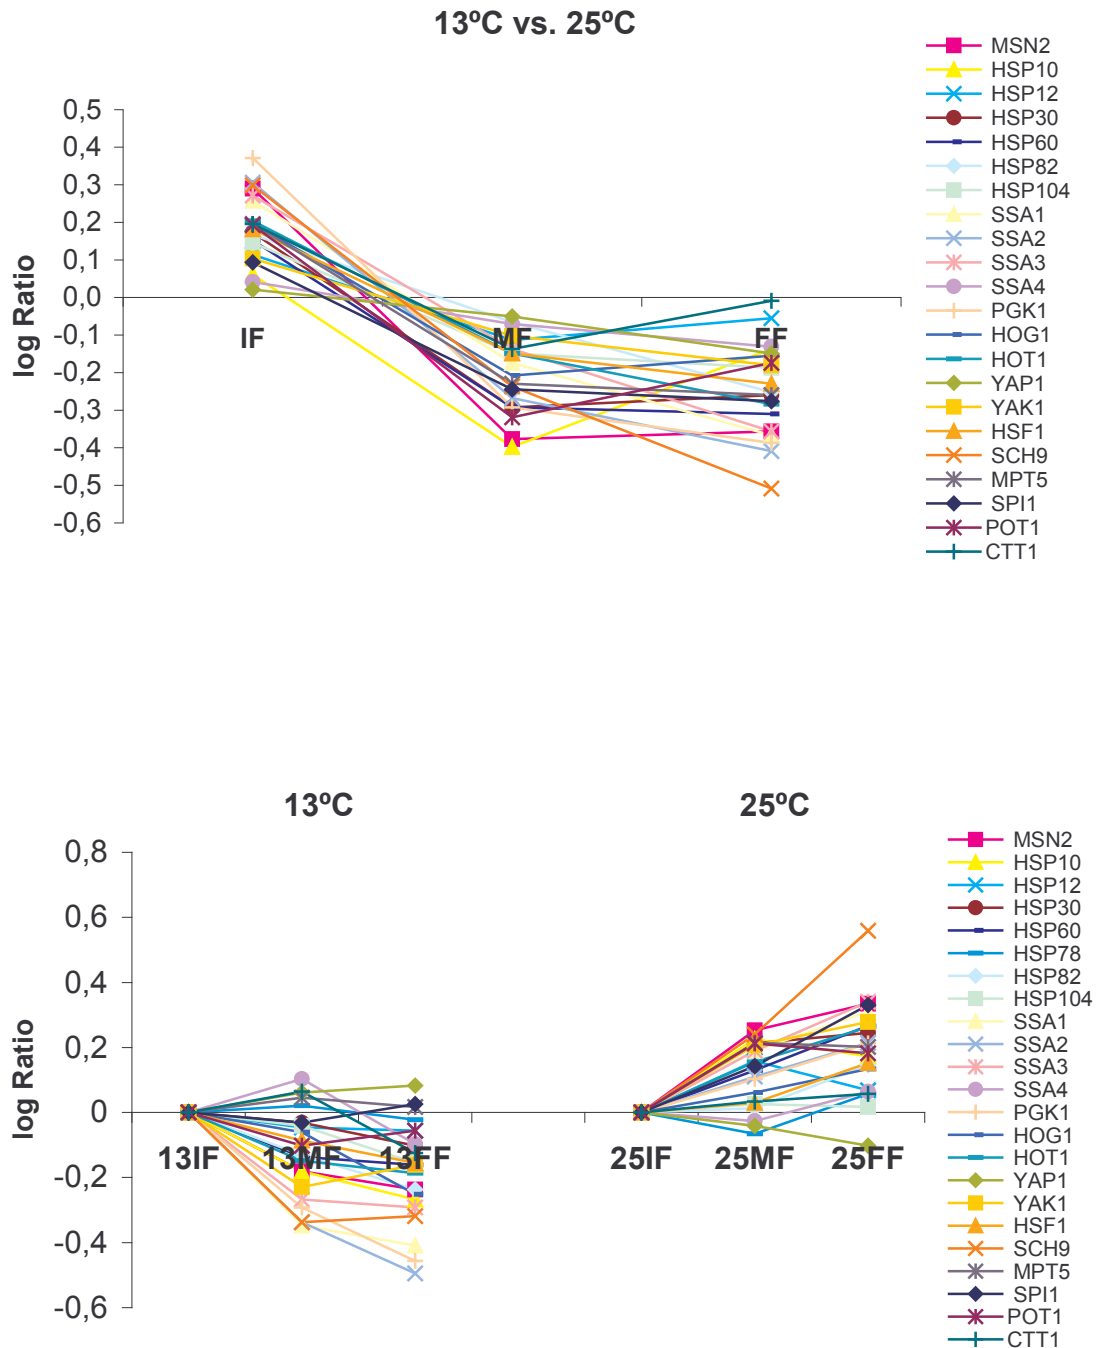 13ºC vs. 25ºC
log Ratio
0,5
0,4
0,3
0,2
0,1
0,0
-0,1
-0,2
-0,3
-0,4
-0,5
-0,6
IF MF FF
MSN2
HSP10
HSP12
HSP30
HSP60
HSP82
HSP104
SSA1
SSA2
SSA3
SSA4
PGK1
HOG1
HOT1
YAP1
YAK1
HSF1
SCH9
MPT5
SPI1
POT1
CTT1
13ºC 25ºC
log Ratio
0,8
0,6
0,4
0,2
0
-0,2
-0,4
-0,6
13IF 13MF 13FF 25IF 25MF 25FF
MSN2
HSP10
HSP12
HSP30
HSP60
HSP78
HSP82
HSP104
SSA1
SSA2
SSA3
SSA4
PGK1
HOG1
HOT1
YAP1
YAK1
HSF1
SCH9
MPT5
SPI1
POT1
CTT1